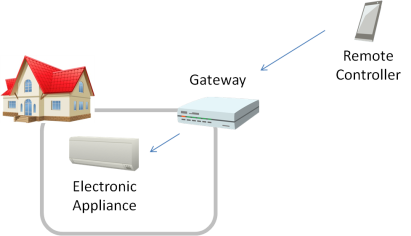 Remote
Controller
Gateway
Electronic
Appliance